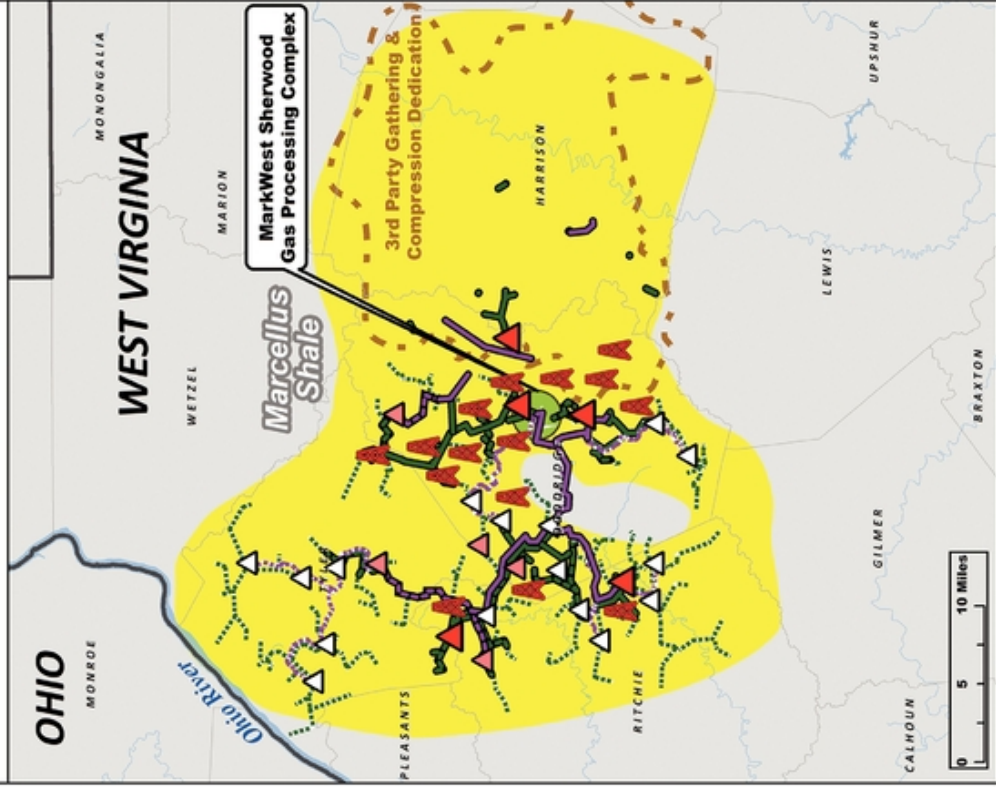 OHIO
MONROE
MONONGALIA
WEST VIRGINIA
WETZEL
MARION
Ohio River
MarkWest Sherwood
Gas Processing Complex
Marcellus
Shale
3rd Party Gathering &
Compression Dedication
PLEASANTS
HARRISON
RITCHIE
LEWIS
UPSHUR
GILMER
CALHOUN
BRAXTON
0 5 10 Miles